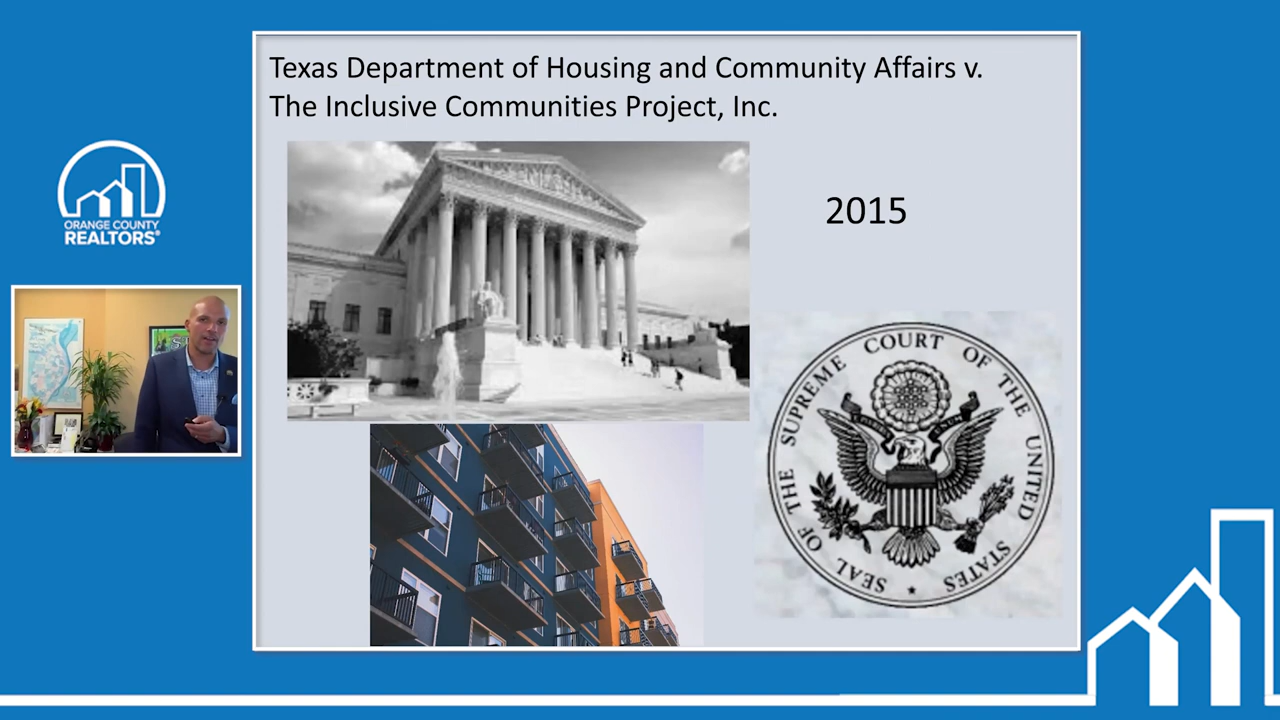 Texas Department of Housing and Community Affairs v.
The Inclusive Communities Project, Inc.
2015
ORANGE COUNTY
REALTORS®
SEAL OF THE SUPREME COURT OF THE UNITED STATES